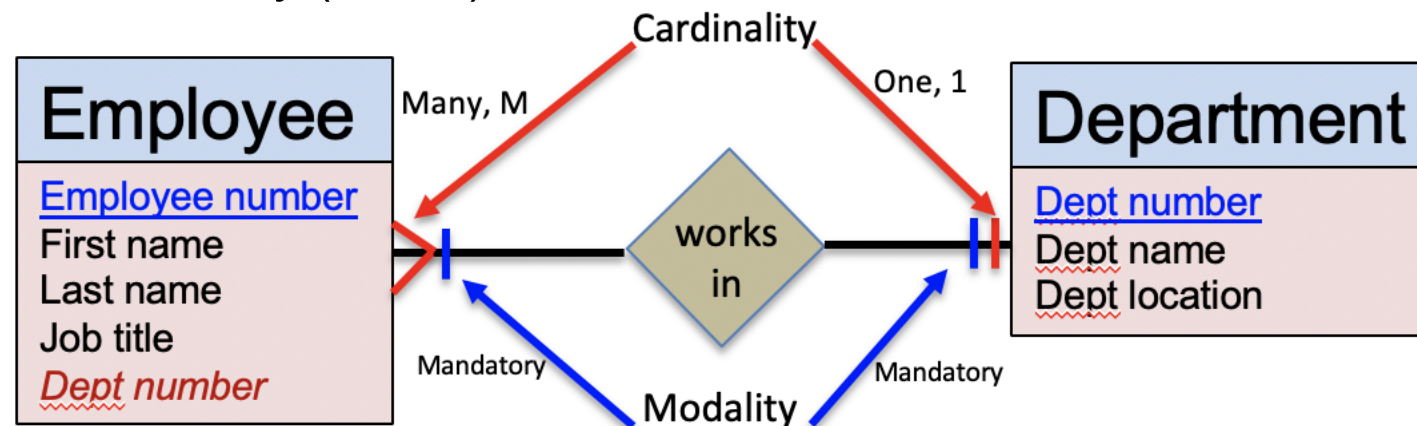 Cardinality
Many, M
One, 1
Employee
Employee number
First name
Last name
Job title
Dept number
works
in
Department
Dept number
Dept name
Dept location
Mandatory
Mandatory
Modality